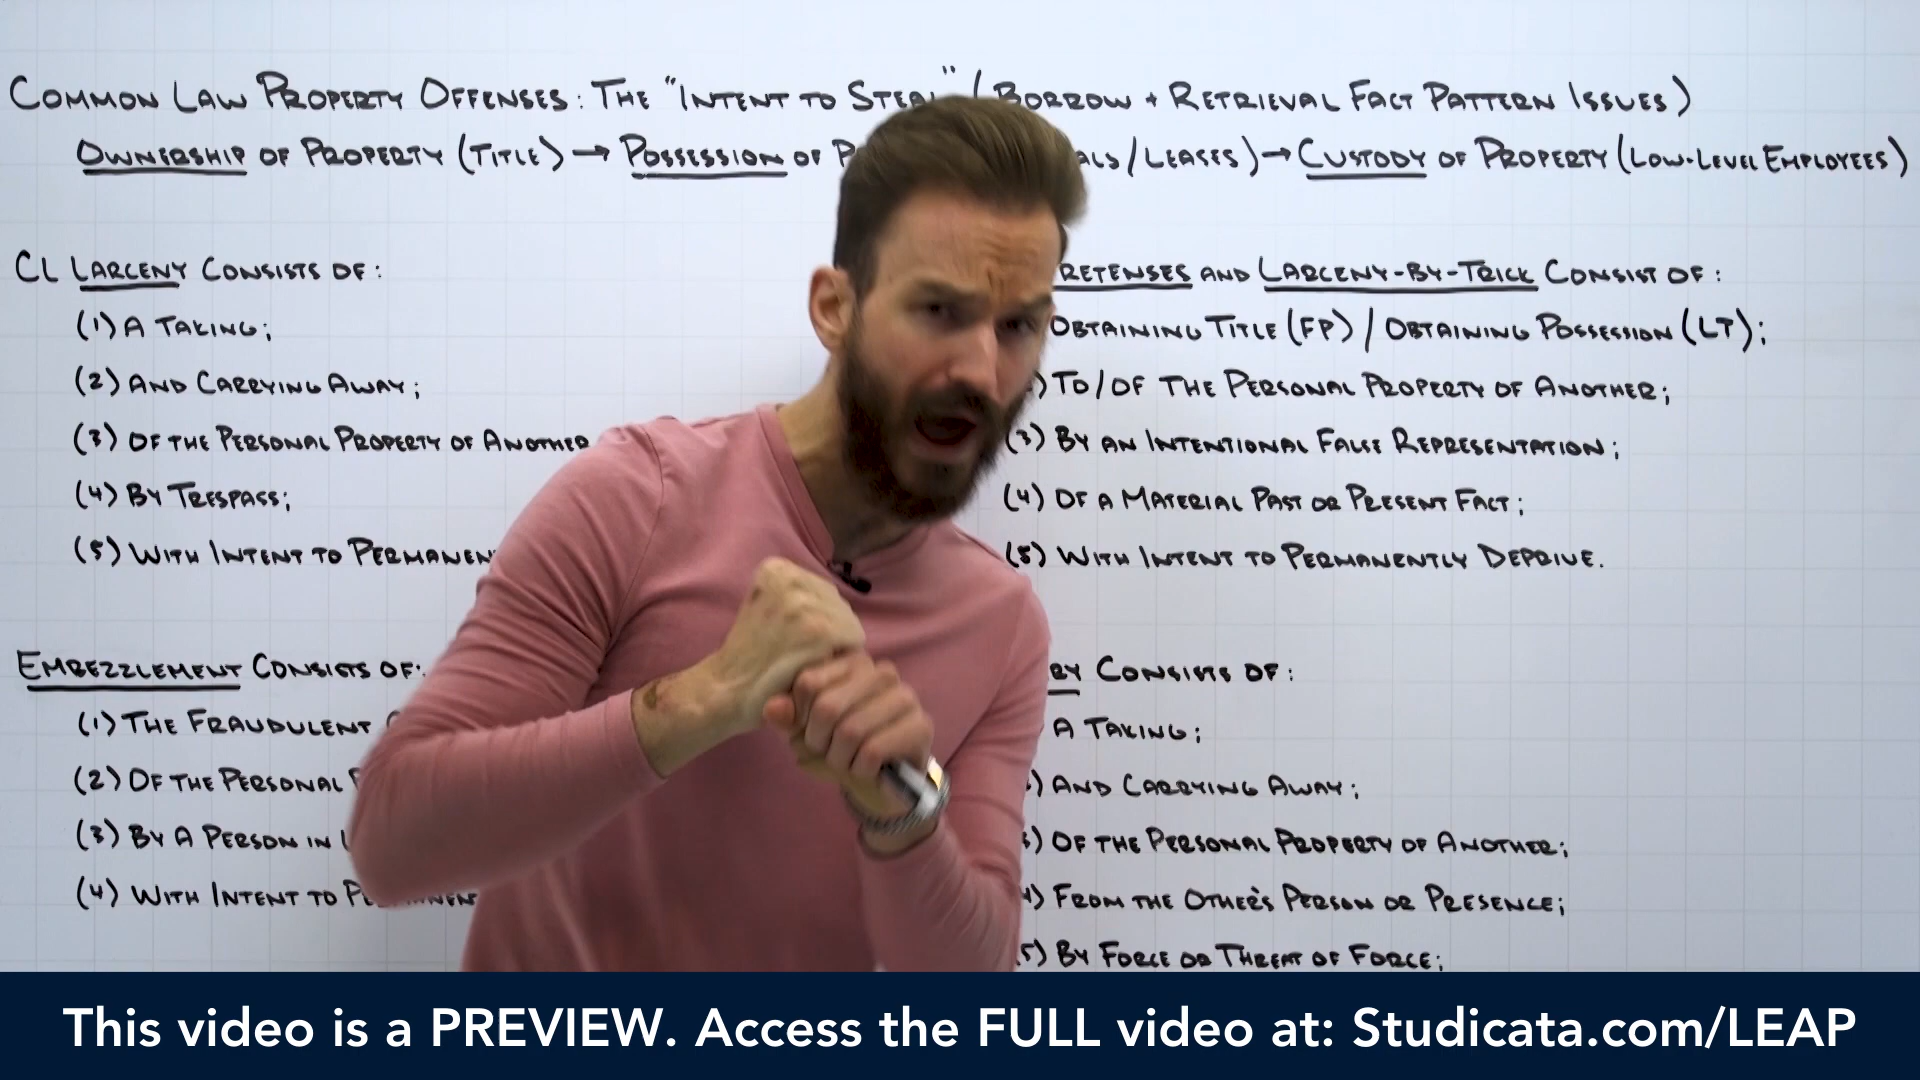 COMMON LAW PROPERTY OFFENSES: THE "INTENT TO STEAL" (BORROW + RETRIEVAL FACT PATTERN ISSUES)
OWNERSHIP OF PROPERTY (TITLE) → POSSESSION OF /LEASES) → CUSTODY OF PROPERTY (LOW-LEVEL EMPLOYEES)
CL LARCENY CONSISTS OF:
(1) A TAKING;
(2) AND CARRYING AWAY;
(3) OF THE PERSONAL PROPERTY OF ANOTHER
(4) BY TRESPASS;
(5) WITH INTENT TO
RETENSES AND LARCENY-BY-TRICK CONSIST OF:
OBTAINING TITLE (FP) / OBTAINING POSSESSION (LT);
) TO/OF THE PERSONAL PROPERTY OF ANOTHER;
(3) BY AN INTENTIONAL FALSE REPRESENTATION;
(4) OF A MATERIAL PAST OR PRESENT FACT;
(5) WITH INTENT TO PERMANENTLY DEPRIVE.
EMBEZZLEMENT CONSISTS OF:
(1) THE FRAUDULENT
(2) OF THE PERSONAL
(3) BY A PERSON IN
(4) WITH INTENT TO
BY CONSISTS OF:
A TAKING;
) AND CARRYING AWAY;
) OF THE PERSONAL PROPERTY OF ANOTHER;
) FROM THE OTHER'S PERSON OR PRESENCE;
5) BY FORCE OR THREAT OF FORCE;
This video is a PREVIEW. Access the FULL video at: Studicata.com/LEAP